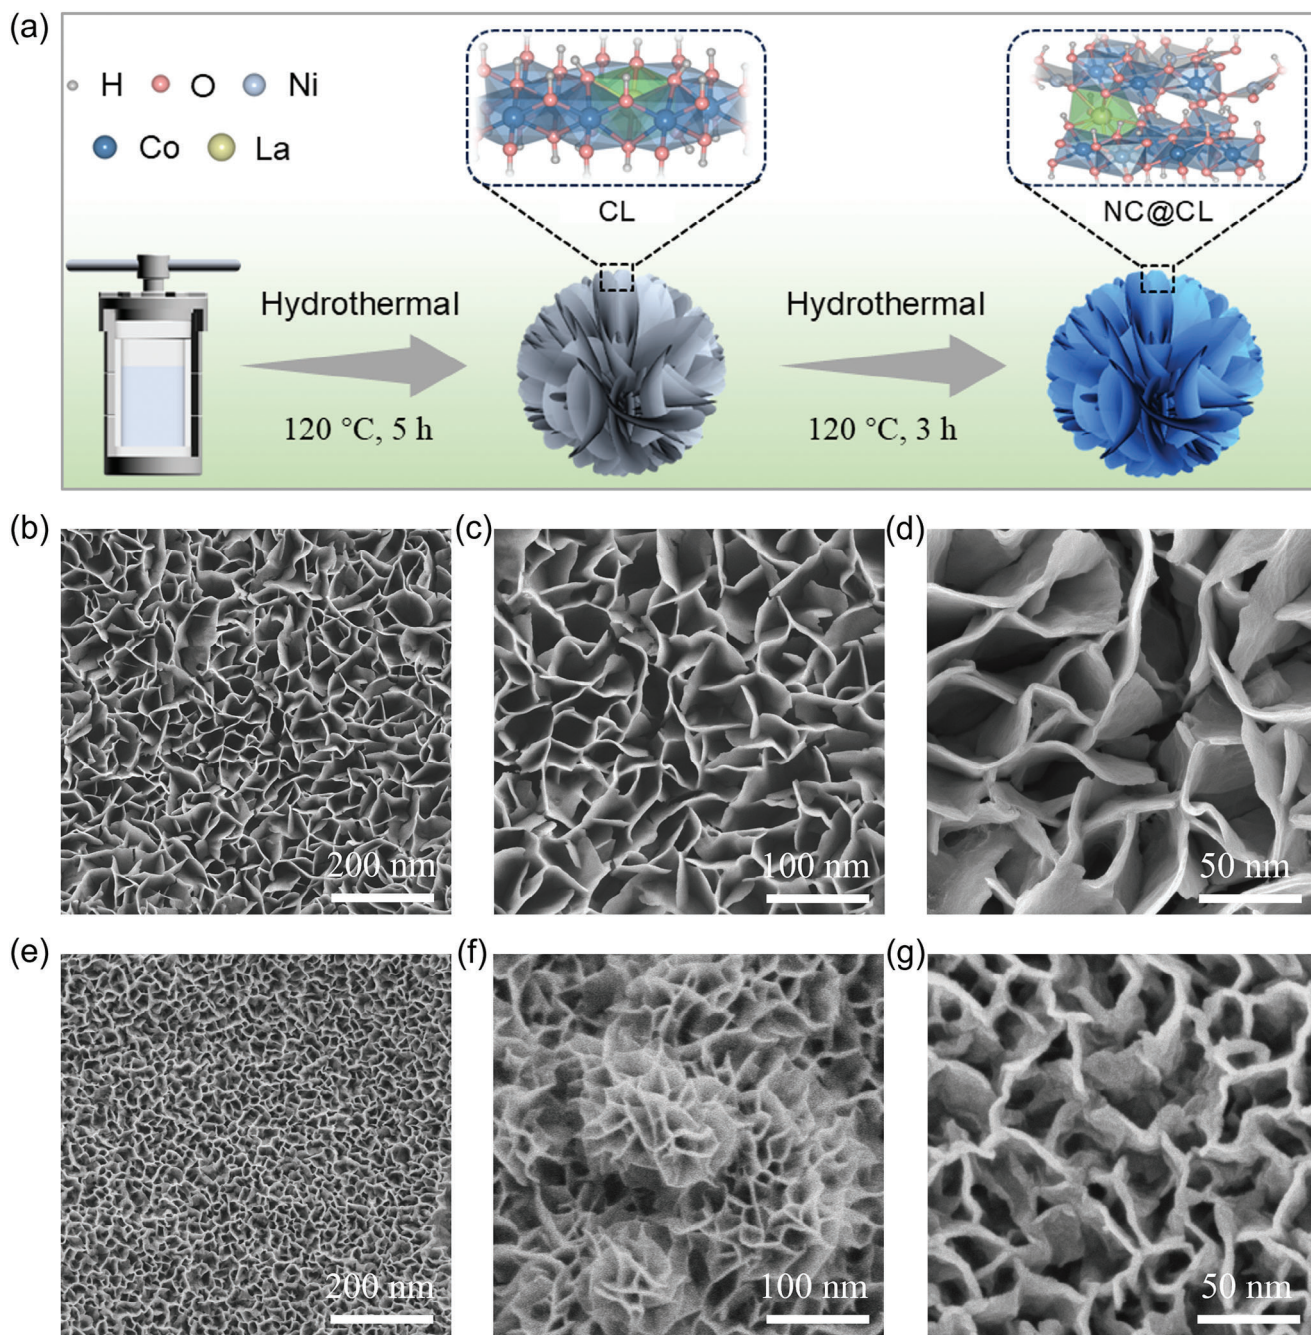 (a)
H O Ni
Co La
CL
NC@CL
Hydrothermal
120 °C, 5 h
Hydrothermal
120 °C, 3 h
(b)
200 nm
(c)
100 nm
(d)
50 nm
(e)
200 nm
(f)
100 nm
(g)
50 nm